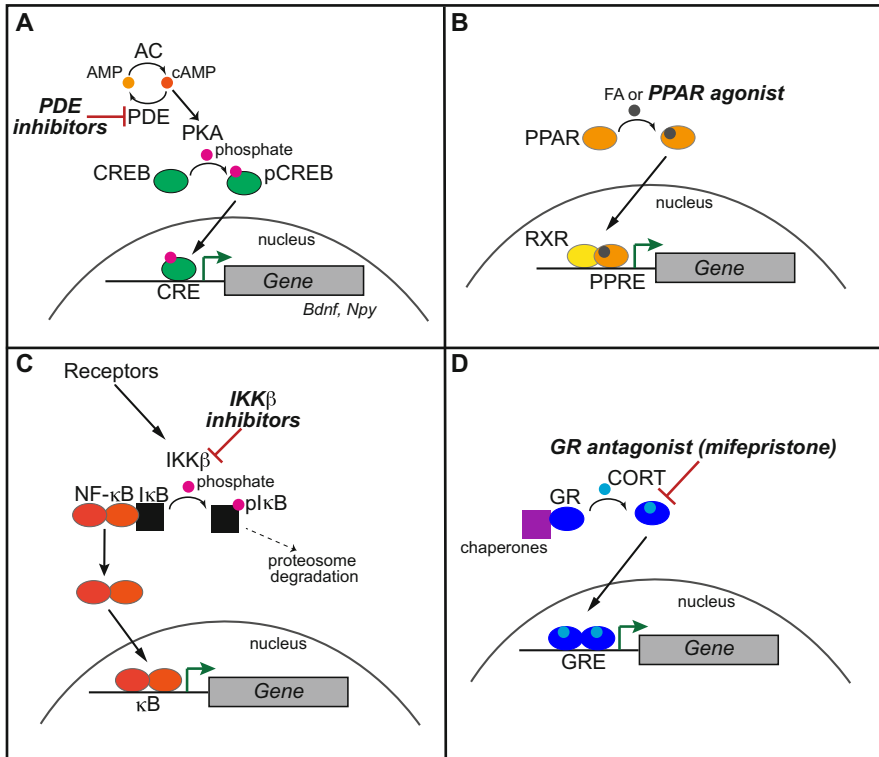 A
AC
AMP
cAMP
PDE
inhibitors
PDE
PKA
phosphate
CREB
pCREB
nucleus
CRE
Gene
Bdnf, Npy
B
FA or PPAR agonist
PPAR
nucleus
RXR
PPRE
Gene
C
Receptors
IKKβ
inhibitors
IKKβ
phosphate
NF-κB
IκB
pIκB
proteosome
degradation
nucleus
κB
Gene
D
GR antagonist (mifepristone)
CORT
GR
chaperones
nucleus
GRE
Gene